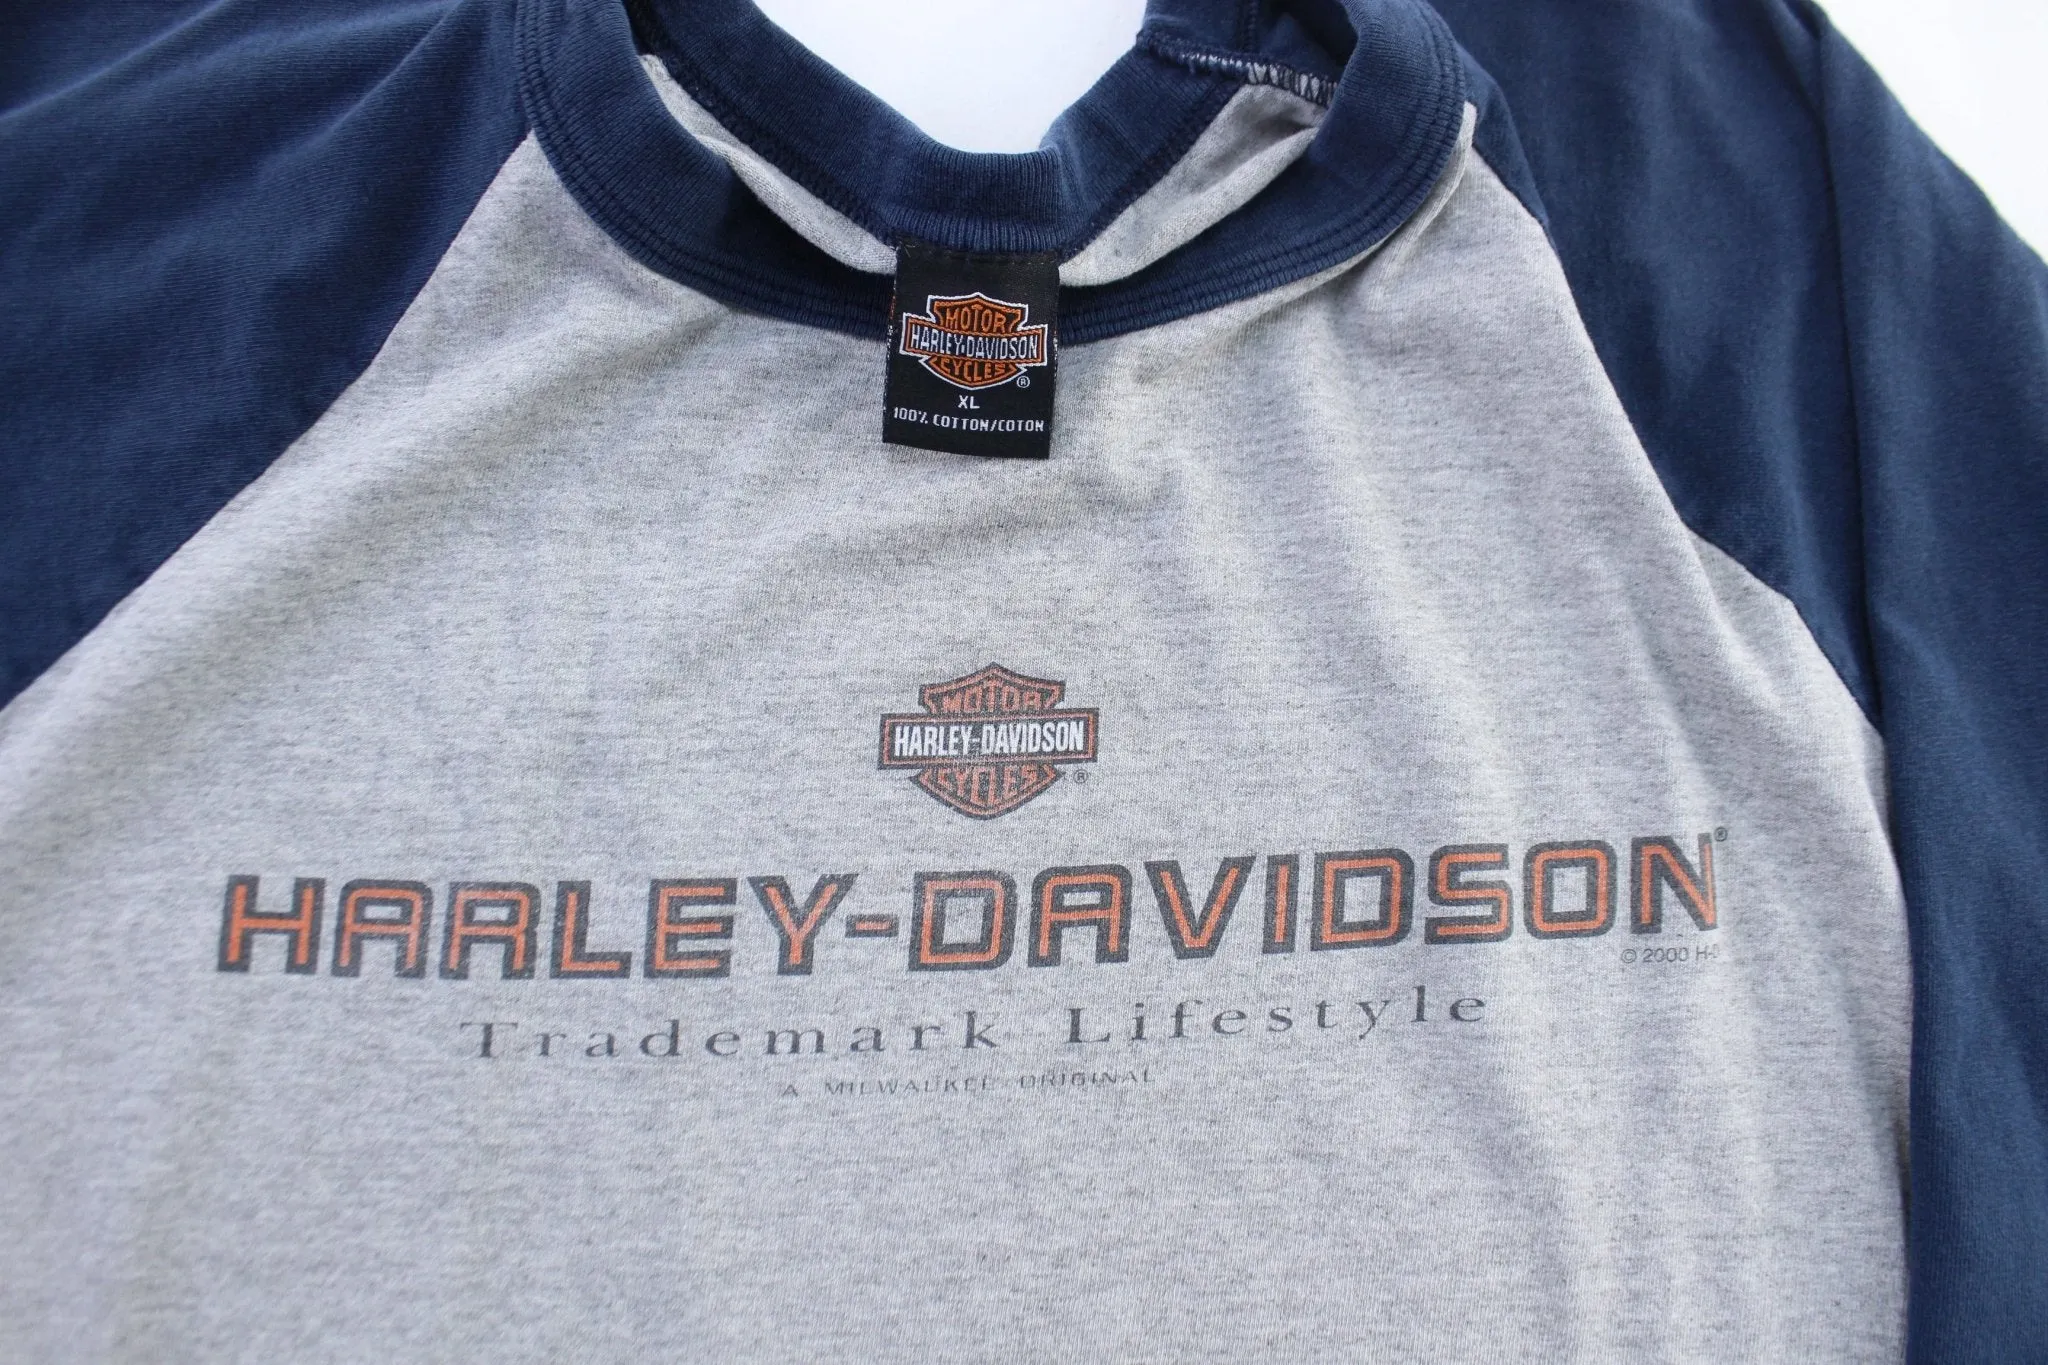 MOTOR
HARLEY-DAVIDSON
CYCLES ®
XL
100% COTTON/COTON
MOTOR
HARLEY-DAVIDSON
CYCLES ®
HARLEY-DAVIDSON®
© 2000 H-D
Trademark Lifestyle
A MILWAUKEE ORIGINAL